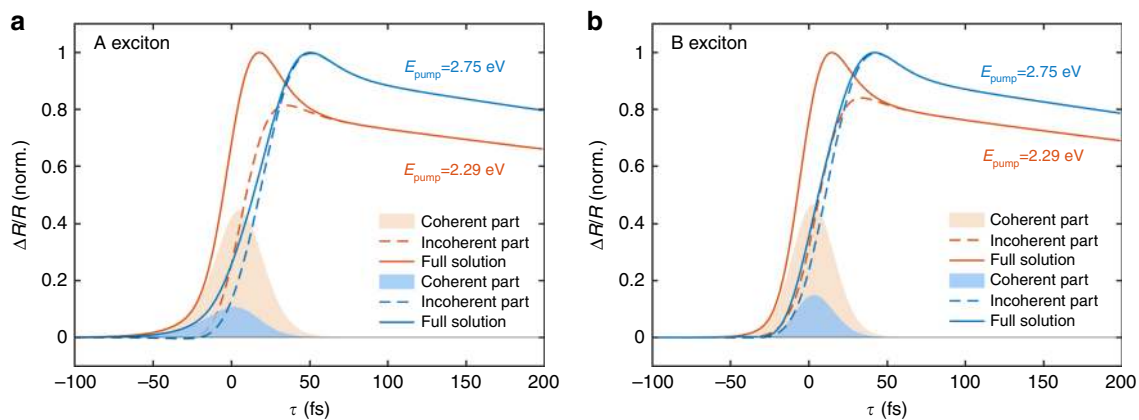 a
A exciton
E_pump=2.75 eV
E_pump=2.29 eV
Coherent part
Incoherent part
Full solution
Coherent part
Incoherent part
Full solution
ΔR/R (norm.)
1
0.8
0.6
0.4
0.2
0
−100
−50
0
50
100
150
200
τ (fs)
b
B exciton
E_pump=2.75 eV
E_pump=2.29 eV
Coherent part
Incoherent part
Full solution
Coherent part
Incoherent part
Full solution
ΔR/R (norm.)
1
0.8
0.6
0.4
0.2
0
−100
−50
0
50
100
150
200
τ (fs)